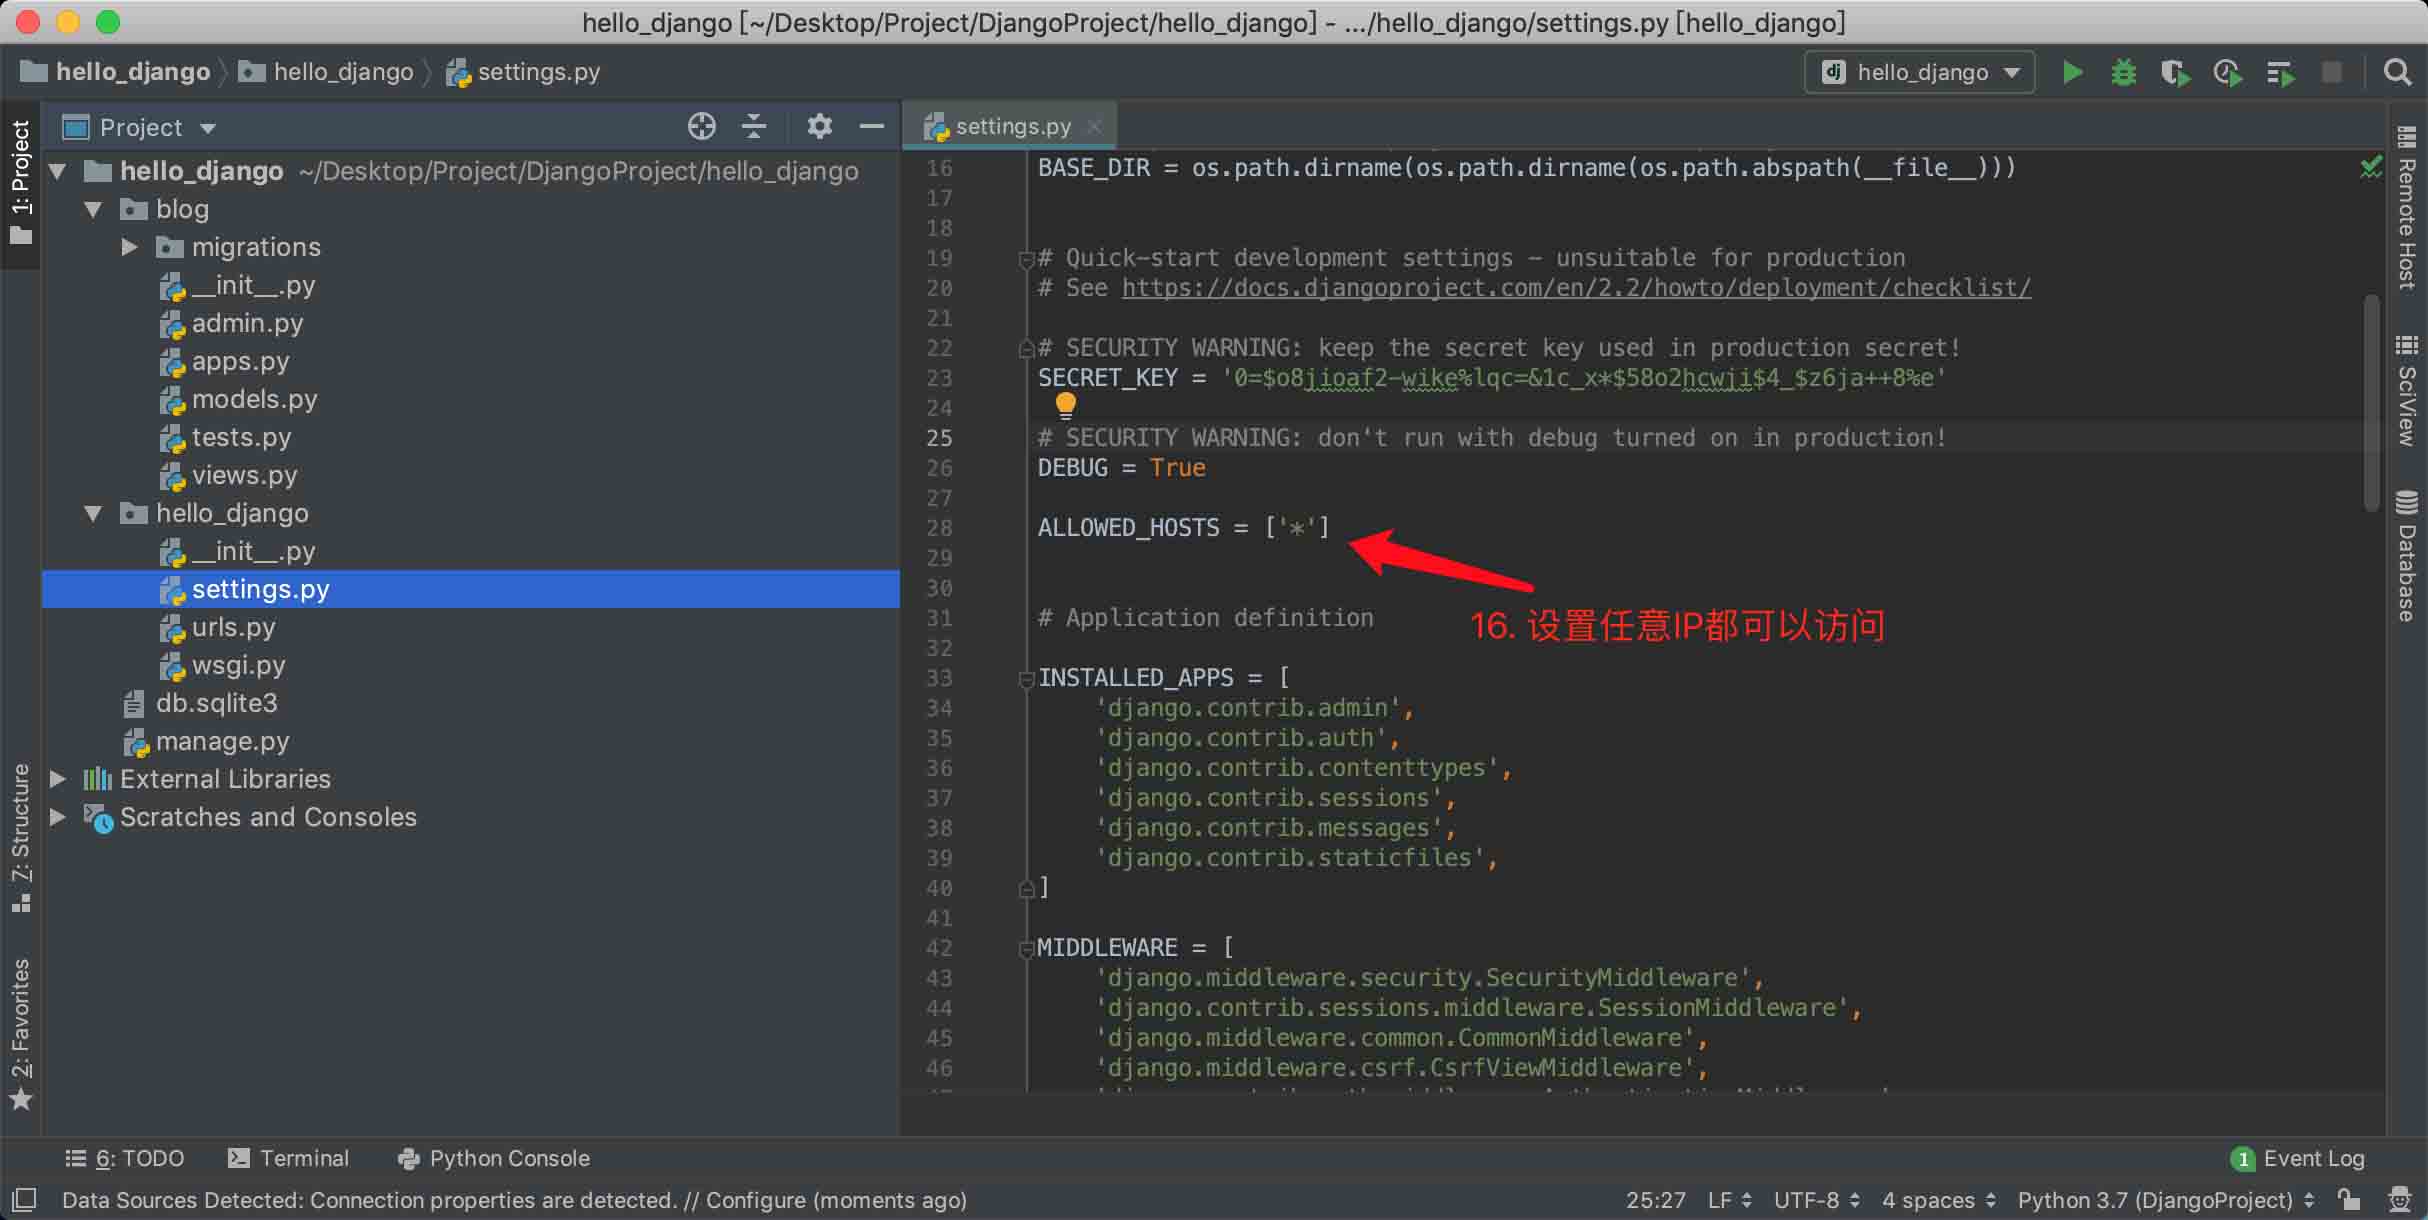 hello_django [~/Desktop/Project/DjangoProject/hello_django] - .../hello_django/settings.py [hello_django]
hello_django
hello_django
settings.py
hello_django
1: Project
Project
settings.py
hello_django ~/Desktop/Project/DjangoProject/hello_django
blog
migrations
__init__.py
admin.py
apps.py
models.py
tests.py
views.py
hello_django
__init__.py
settings.py
urls.py
wsgi.py
db.sqlite3
manage.py
External Libraries
Scratches and Consoles
7: Structure
2: Favorites
16 BASE_DIR = os.path.dirname(os.path.dirname(os.path.abspath(__file__)))
17
18
19 # Quick-start development settings - unsuitable for production
20 # See https://docs.djangoproject.com/en/2.2/howto/deployment/checklist/
21
22 # SECURITY WARNING: keep the secret key used in production secret!
23 SECRET_KEY = '0=$o8jioaf2-wike%lqc=&1c_x*$58o2hcwji$4_$z6ja++8%e'
24
25 # SECURITY WARNING: don't run with debug turned on in production!
26 DEBUG = True
27
28 ALLOWED_HOSTS = ['*']
29
30
16. 设置任意IP都可以访问
31 # Application definition
32
33 INSTALLED_APPS = [
34 'django.contrib.admin',
35 'django.contrib.auth',
36 'django.contrib.contenttypes',
37 'django.contrib.sessions',
38 'django.contrib.messages',
39 'django.contrib.staticfiles',
40 ]
41
42 MIDDLEWARE = [
43 'django.middleware.security.SecurityMiddleware',
44 'django.contrib.sessions.middleware.SessionMiddleware',
45 'django.middleware.common.CommonMiddleware',
46 'django.middleware.csrf.CsrfViewMiddleware',
Remote Host
SciView
Database
6: TODO
Terminal
Python Console
1 Event Log
Data Sources Detected: Connection properties are detected. // Configure (moments ago)
25:27
LF
UTF-8
4 spaces
Python 3.7 (DjangoProject)